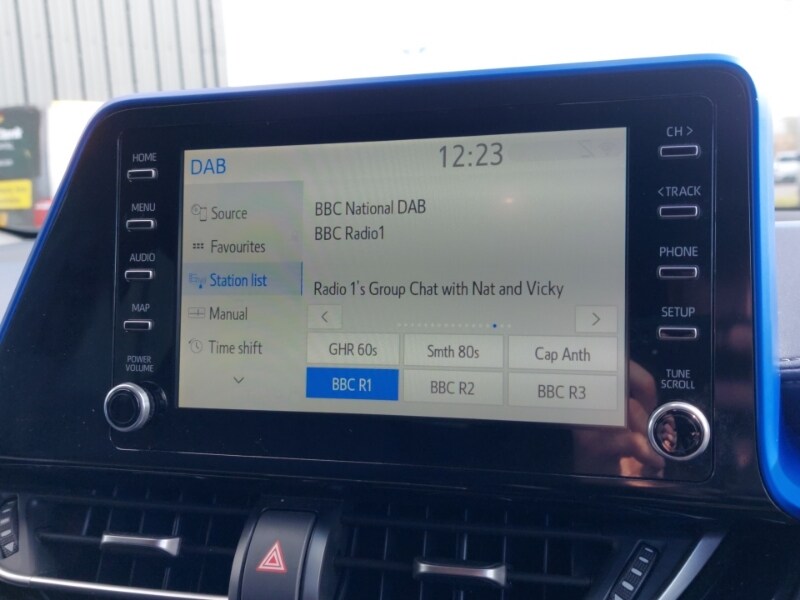 DAB
12:23
Source
Favourites
Station list
Manual
Time shift
BBC National DAB
BBC Radio1
Radio 1's Group Chat with Nat and Vicky
<
>
GHR 60s
Smth 80s
Cap Anth
BBC R1
BBC R2
BBC R3
HOME
MENU
AUDIO
MAP
POWER
VOLUME
CH >
< TRACK
PHONE
SETUP
TUNE
SCROLL